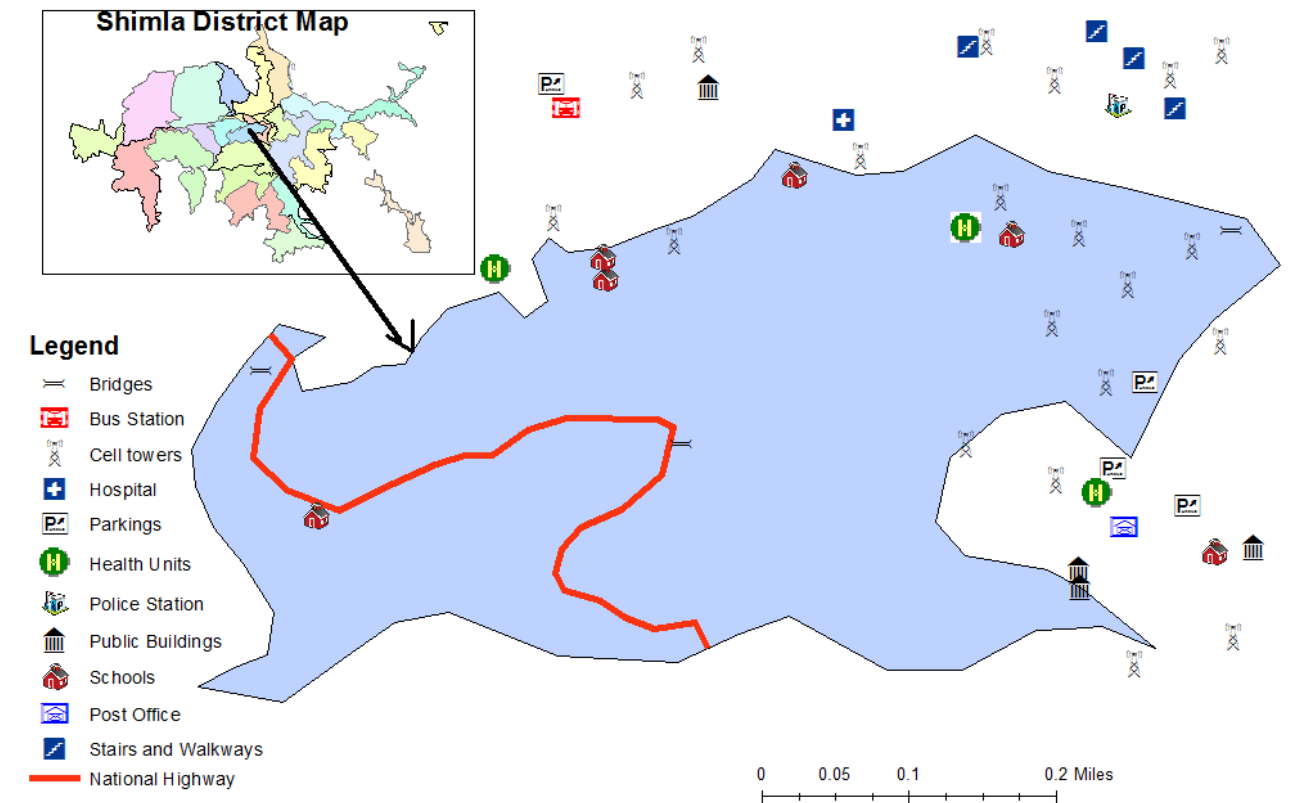 Shimla District Map
Legend
Bridges
Bus Station
Cell towers
Hospital
Parkings
Health Units
Police Station
Public Buildings
Schools
Post Office
Stairs and Walkways
National Highway
0 0.05 0.1 0.2 Miles